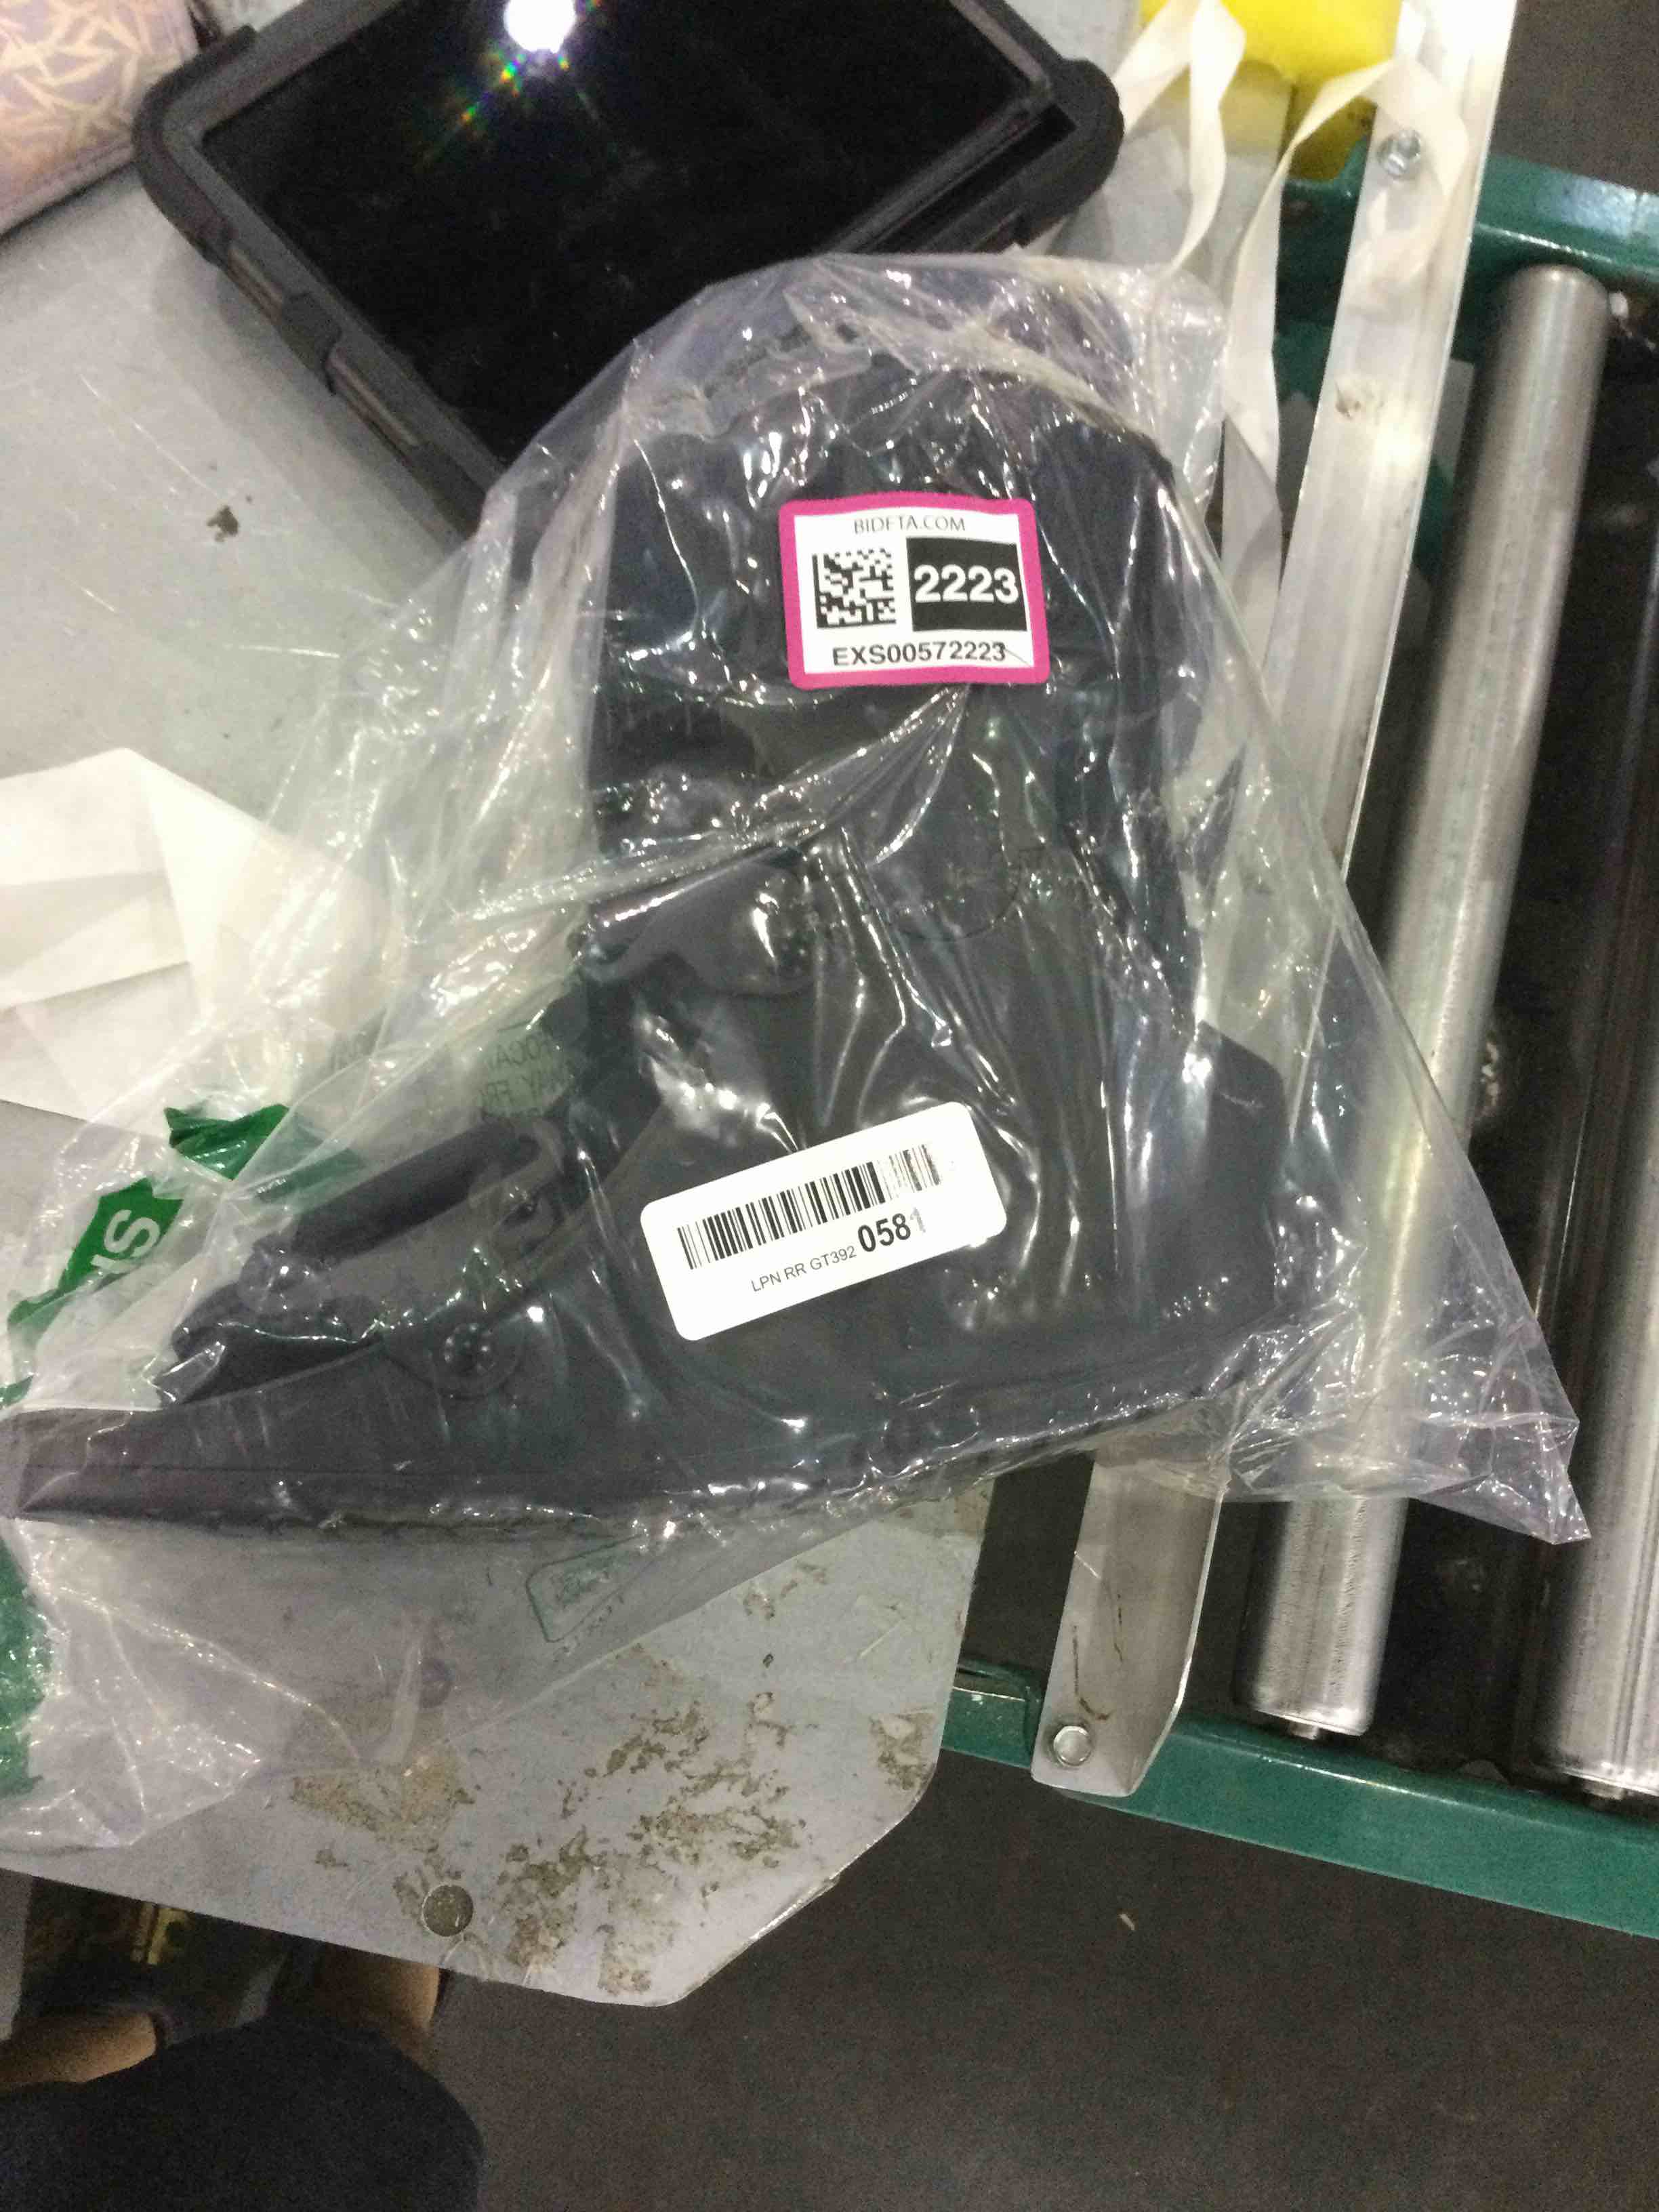 BIDFTA.COM
2223
EXS00572223
LPN RR GT392 0581